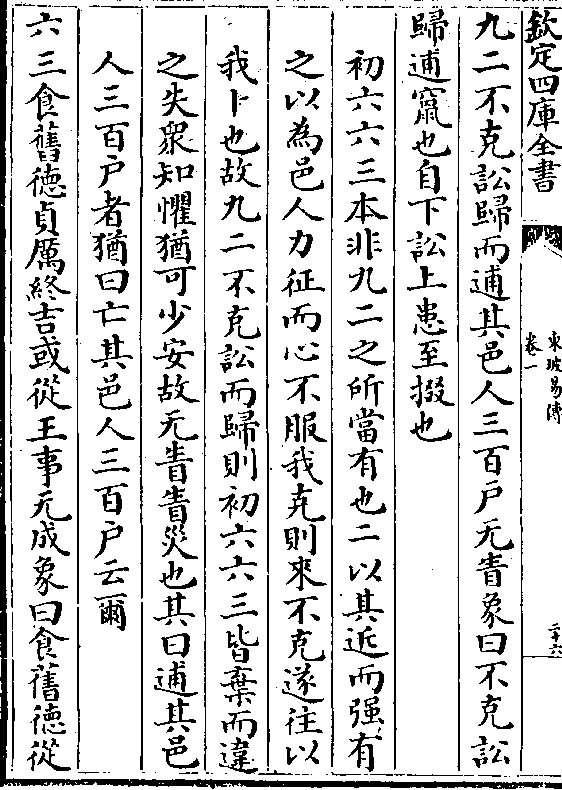 欽定四庫全書
東坡易傳
卷一
二十六
九二不克訟歸而逋其邑人三百戶无眚象曰不克訟
歸逋竄也自下訟上患至掇也
初六六三本非九二之所當有也二以其近而强有
之以為邑人力征而心不服我克則來不克遂往以
我卜也故九二不克訟而歸則初六六三皆棄而違
之失衆知懼猶可少安故无眚眚災也其曰逋其邑
人三百戶者猶曰亡其邑人三百戶云爾
六三食舊德貞厲終吉或從王事无成象曰食舊德從